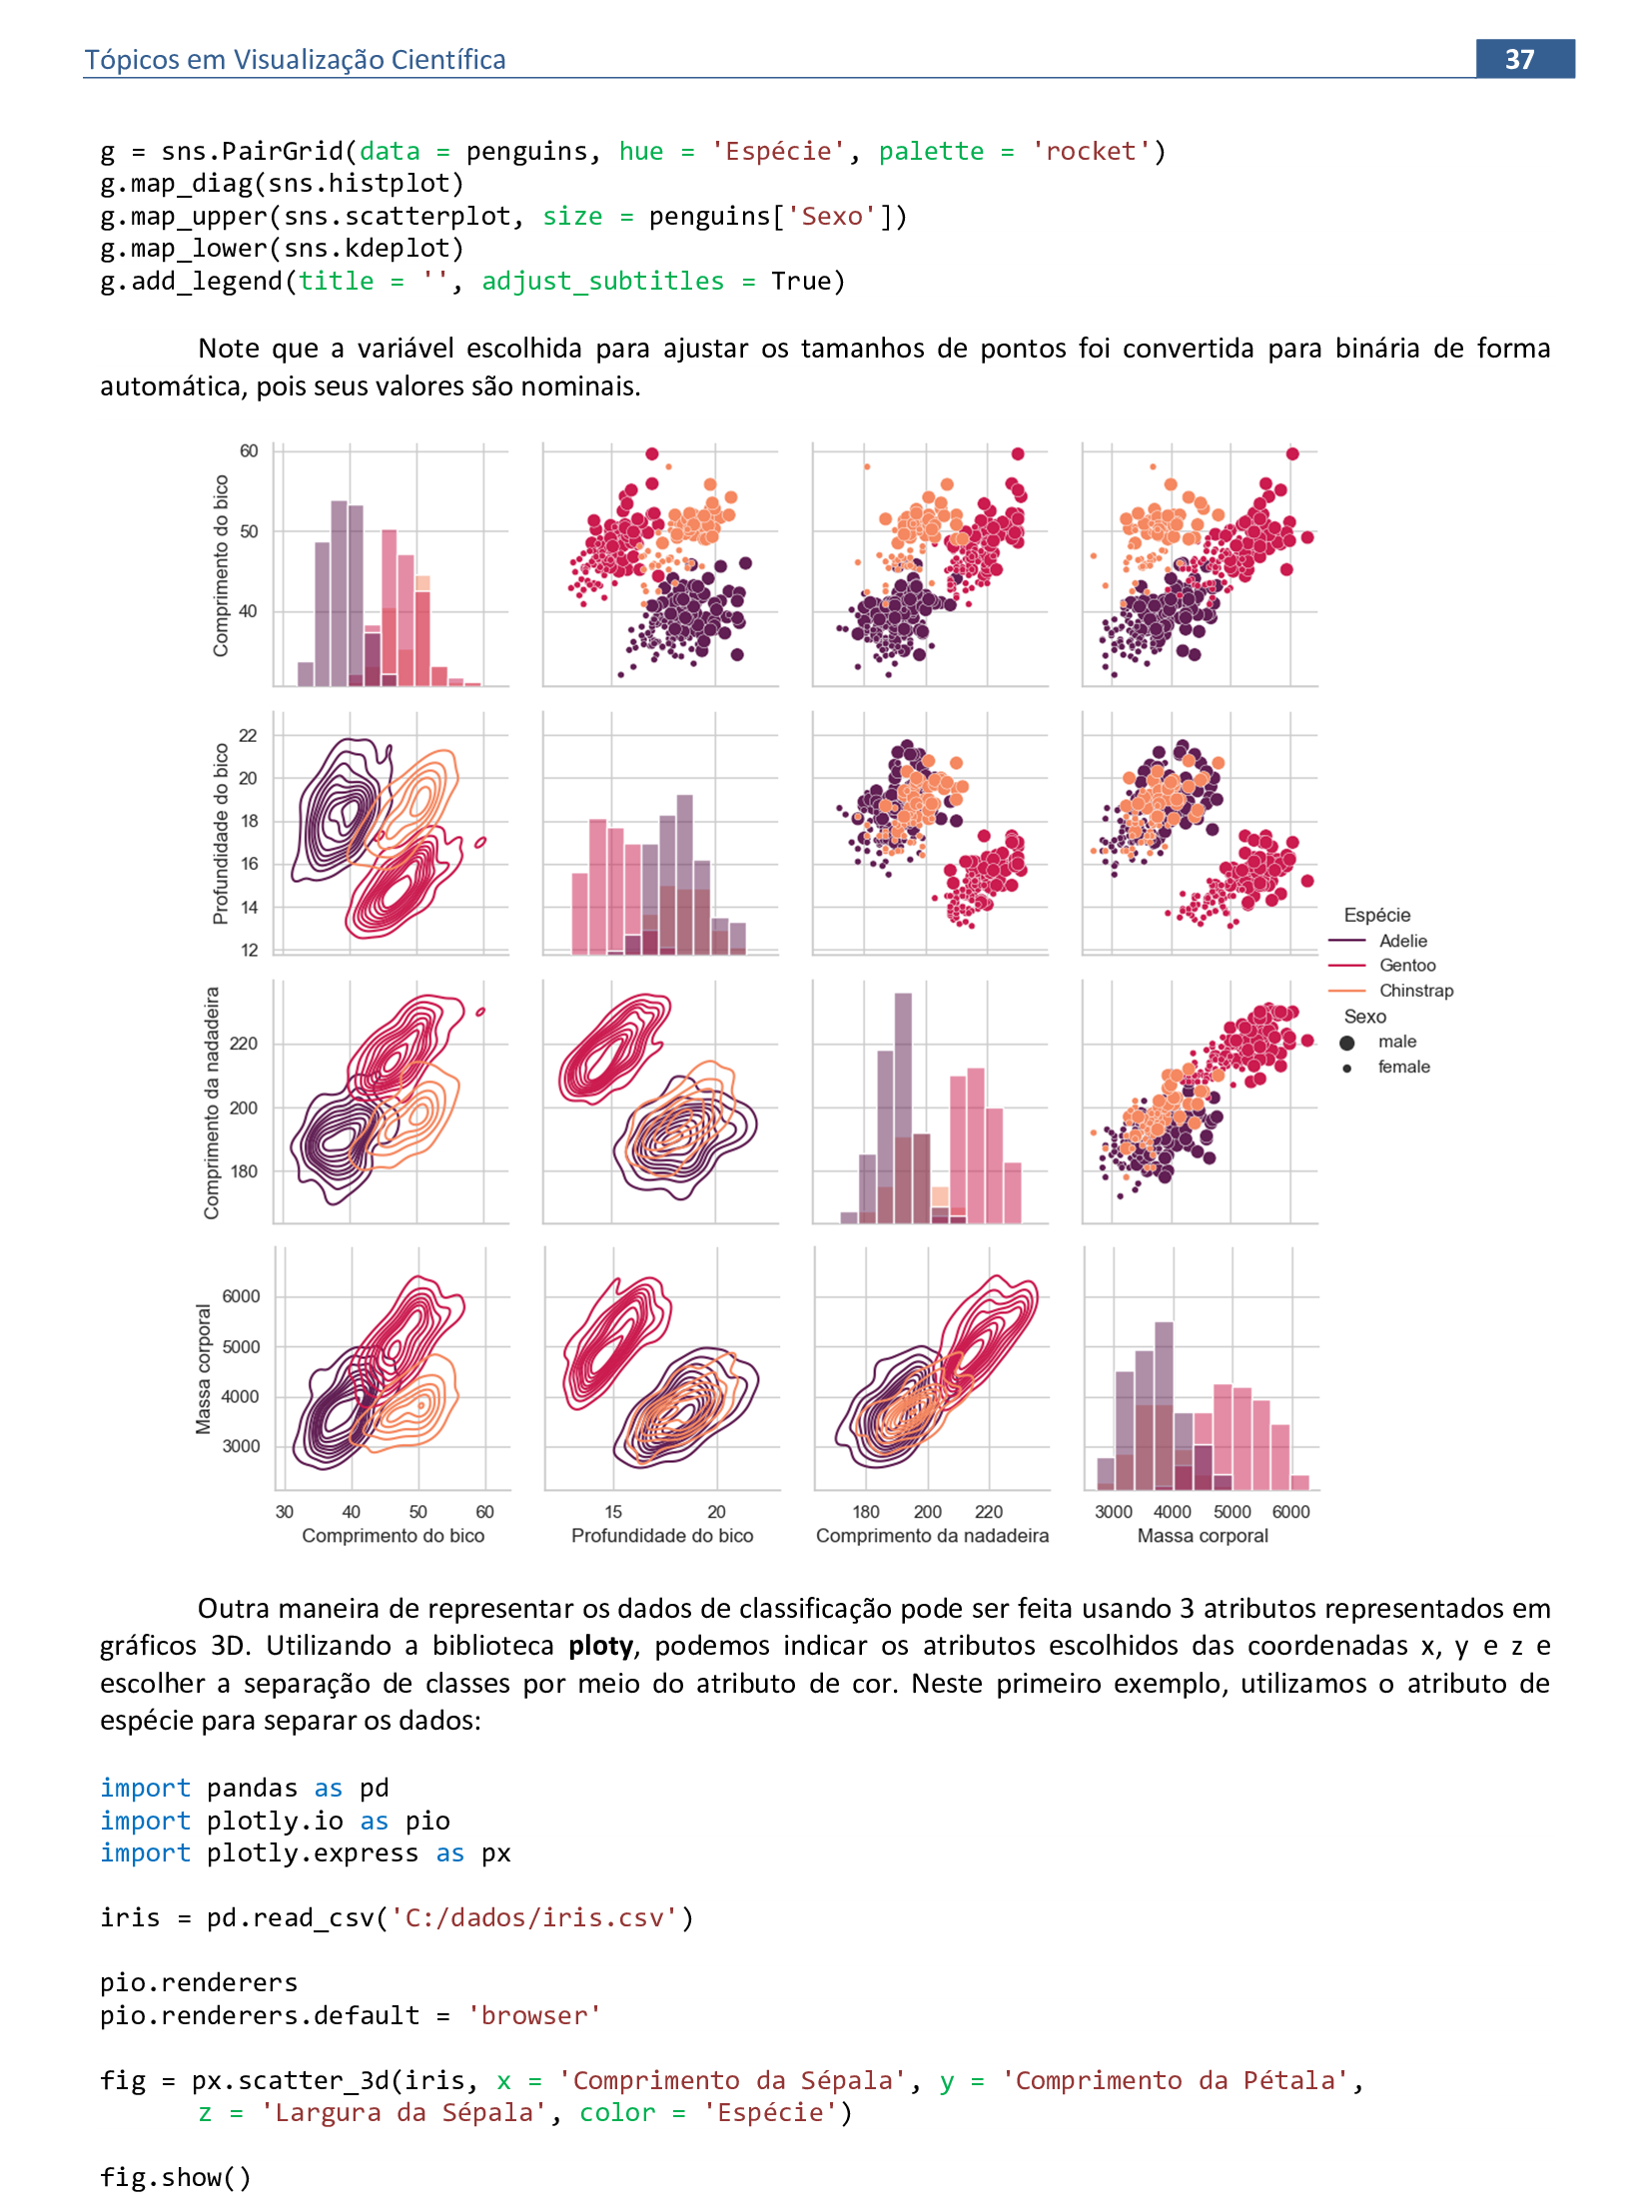 Tópicos em Visualização Científica 37
g = sns.PairGrid(data = penguins, hue = 'Espécie', palette = 'rocket')
g.map_diag(sns.histplot)
g.map_upper(sns.scatterplot, size = penguins['Sexo'])
g.map_lower(sns.kdeplot)
g.add_legend(title = '', adjust_subtitles = True)
Note que a variável escolhida para ajustar os tamanhos de pontos foi convertida para binária de forma
automática, pois seus valores são nominais.
Comprimento do bico
60
50
40
Profundidade do bico
22
20
18
16
14
12
Espécie
Adelie
Gentoo
Chinstrap
Sexo
male
female
Comprimento da nadadeira
220
200
180
Massa corporal
6000
5000
4000
3000
30 40 50 60 15 20 180 200 220 3000 4000 5000 6000
Comprimento do bico Profundidade do bico Comprimento da nadadeira Massa corporal
Outra maneira de representar os dados de classificação pode ser feita usando 3 atributos representados em
gráficos 3D. Utilizando a biblioteca ploty, podemos indicar os atributos escolhidos das coordenadas x, y e z e
escolher a separação de classes por meio do atributo de cor. Neste primeiro exemplo, utilizamos o atributo de
espécie para separar os dados:
import pandas as pd
import plotly.io as pio
import plotly.express as px
iris = pd.read_csv('C:/dados/iris.csv')
pio.renderers
pio.renderers.default = 'browser'
fig = px.scatter_3d(iris, x = 'Comprimento da Sépala', y = 'Comprimento da Pétala',
z = 'Largura da Sépala', color = 'Espécie')
fig.show()